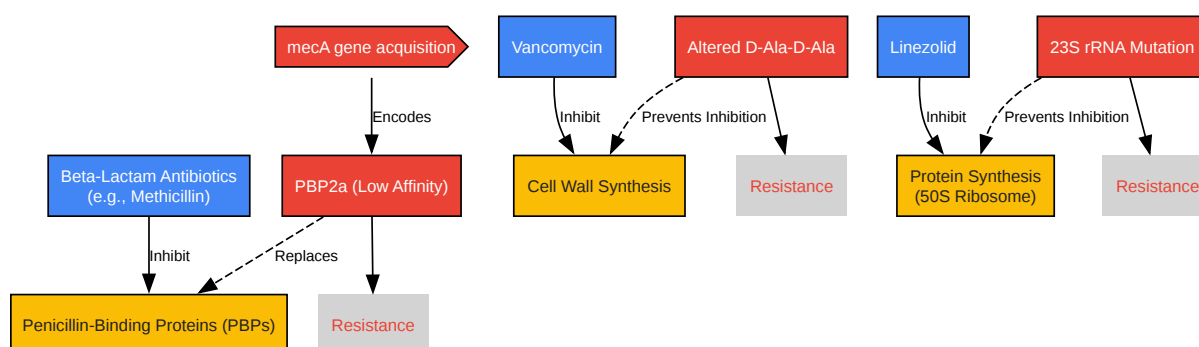 mecA gene acquisition
Vancomycin
Altered D-Ala-D-Ala
Linezolid
23S rRNA Mutation
Encodes
Inhibit
Prevents Inhibition
Inhibit
Prevents Inhibition
Beta-Lactam Antibiotics
(e.g., Methicillin)
PBP2a (Low Affinity)
Cell Wall Synthesis
Resistance
Protein Synthesis
(50S Ribosome)
Resistance
Inhibit
Replaces
Penicillin-Binding Proteins (PBPs)
Resistance